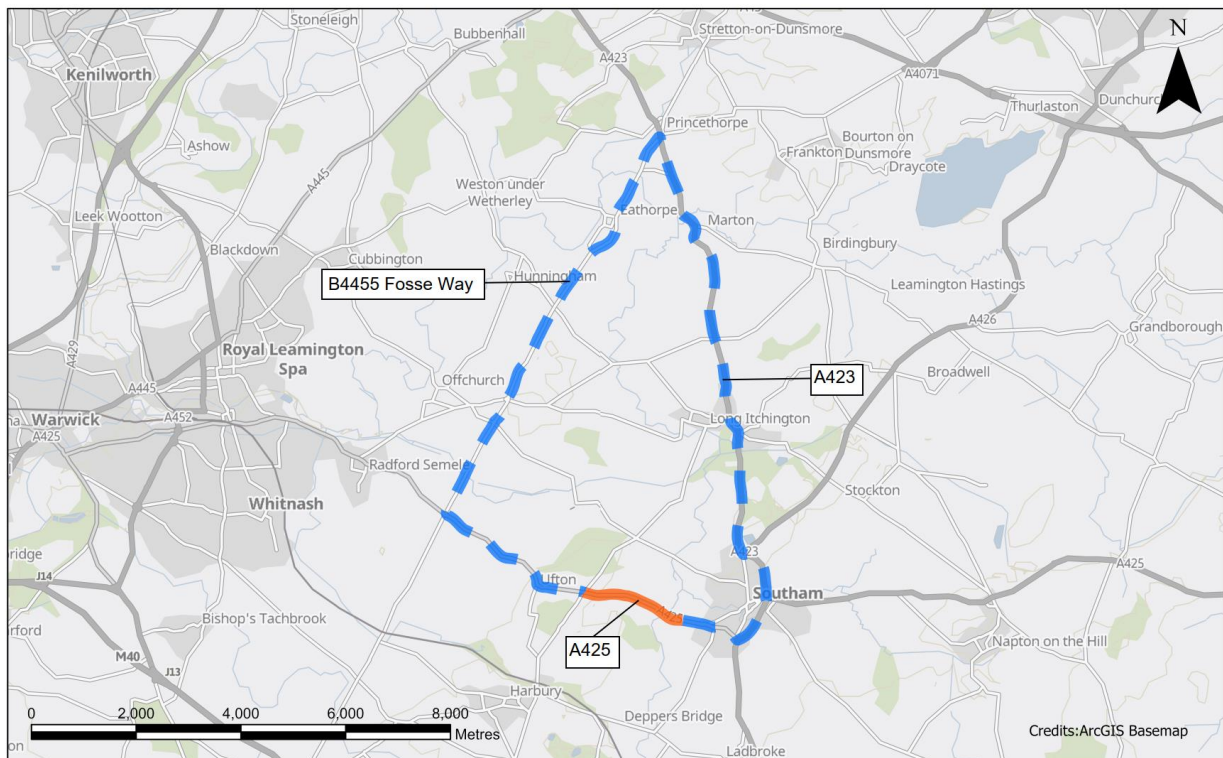 Stoneleigh
Bubbenhall
A423
Stretton-on-Dunsmore
N
Kenilworth
A4071
Thurlaston
Dunchurch
Princethorpe
Ashow
A445
Bourton on
Dunsmore
Frankton
Draycote
Weston under
Wetherley
Leek Wootton
Eathorpe
Marton
Blackdown
Cubbington
Birdingbury
B4455 Fosse Way
Hunningham
Leamington Hastings
A426
Grandborough
A429
Royal Leamington
Spa
A445
Offchurch
A423
Broadwell
Warwick
A452
A425
Long Itchington
Radford Semele
Whitnash
Stockton
A423
A425
J14
Ufton
Southam
A425
Bishop's Tachbrook
A425
Napton on the Hill
M40
J13
Harbury
Deppers Bridge
0 2,000 4,000 6,000 8,000
Metres
Ladbroke
Credits:ArcGIS Basemap